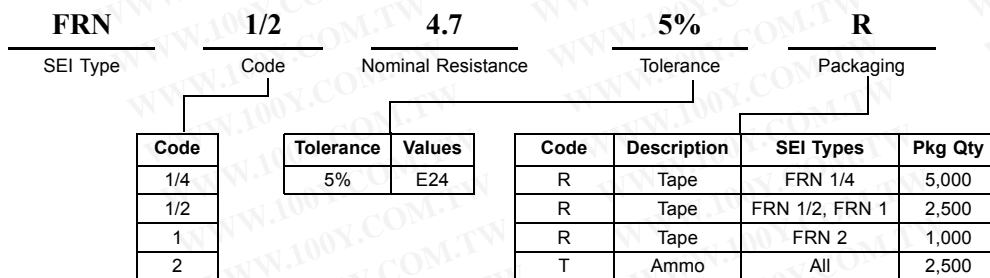 FRN 1/2 4.7 5% R
SEI Type Code Nominal Resistance Tolerance Packaging
Code Tolerance Values Code Description SEI Types Pkg Qty
1/4 5% E24 R Tape FRN 1/4 5,000
1/2 R Tape FRN 1/2, FRN 1 2,500
1 R Tape FRN 2 1,000
2 T Ammo All 2,500
WWW.100Y.COM.TW